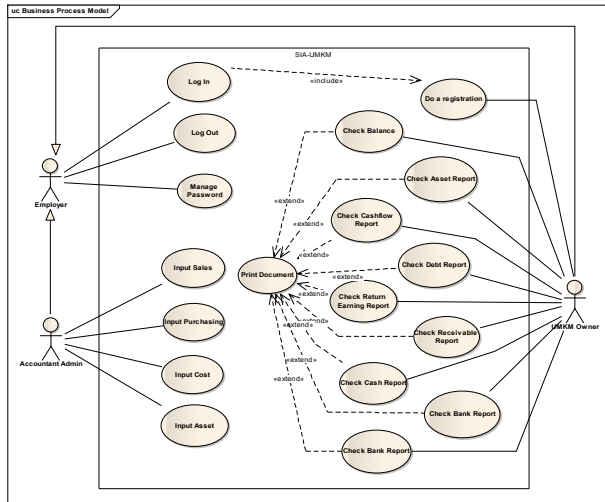 uc Business Process Model
SIA-UMKM
Log In
«include»
Do a registration
Log Out
Check Balance
Manage
Password
Employer
«extend»
Check Asset Report
«extend»
Check Cashflow
Report
«extend»
Input Sales
Print Document
«extend»
Check Debt Report
«extend»
Check Return
Earning Report
UMKM Owner
Accountant Admin
Input Purchasing
«extend»
«extend»
Check Receivable
Report
Input Cost
«extend»
Check Cash Report
«extend»
Input Asset
Check Bank Report
Check Bank Report
«extend»